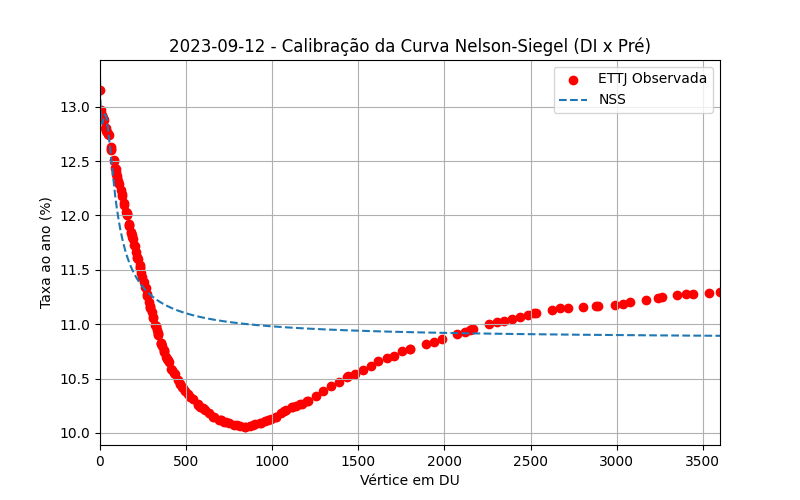 2023-09-12 - Calibração da Curva Nelson-Siegel (DI x Pré)
ETTJ Observada
NSS
Taxa ao ano (%)
13.0
12.5
12.0
11.5
11.0
10.5
10.0
0 500 1000 1500 2000 2500 3000 3500
Vértice em DU